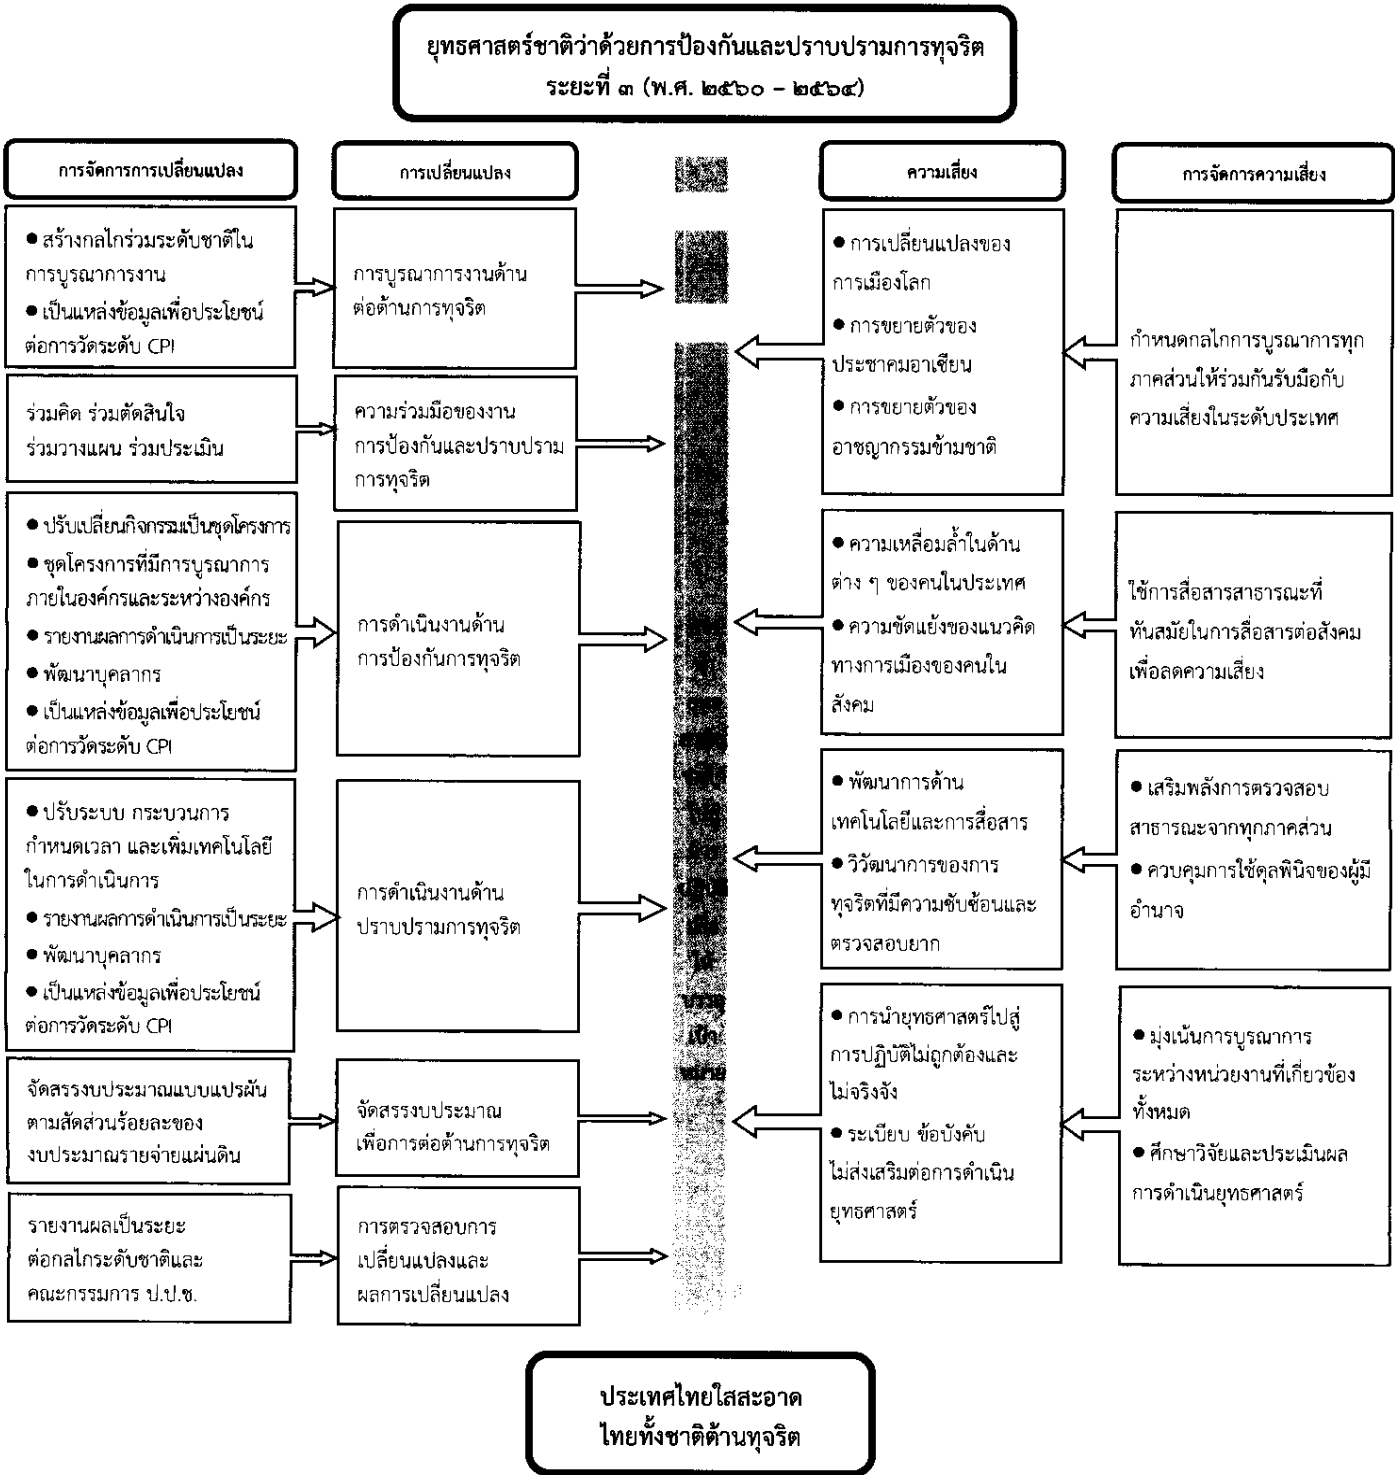 ยุทธศาสตร์ชาติว่าด้วยการป้องกันและปราบปรามการทุจริต
ระยะที่ ๓ (พ.ศ. ๒๕๖๐ – ๒๕๖๔)
การจัดการการเปลี่ยนแปลง
● สร้างกลไกร่วมระดับชาติใน
การบูรณาการงาน
● เป็นแหล่งข้อมูลเพื่อประโยชน์
ต่อการวัดระดับ CPI
ร่วมคิด ร่วมตัดสินใจ
ร่วมวางแผน ร่วมประเมิน
● ปรับเปลี่ยนกิจกรรมเป็นชุดโครงการ
● ชุดโครงการที่มีการบูรณาการ
ภายในองค์กรและระหว่างองค์กร
● รายงานผลการดำเนินการเป็นระยะ
● พัฒนาบุคลากร
● เป็นแหล่งข้อมูลเพื่อประโยชน์
ต่อการวัดระดับ CPI
● ปรับระบบ กระบวนการ
กำหนดเวลา และเพิ่มเทคโนโลยี
ในการดำเนินการ
● รายงานผลการดำเนินการเป็นระยะ
● พัฒนาบุคลากร
● เป็นแหล่งข้อมูลเพื่อประโยชน์
ต่อการวัดระดับ CPI
จัดสรรงบประมาณแบบแปรผัน
ตามสัดส่วนร้อยละของ
งบประมาณรายจ่ายแผ่นดิน
รายงานผลเป็นระยะ
ต่อกลไกระดับชาติและ
คณะกรรมการ ป.ป.ช.
การเปลี่ยนแปลง
การบูรณาการงานด้าน
ต่อต้านการทุจริต
ความร่วมมือของงาน
การป้องกันและปราบปราม
การทุจริต
การดำเนินงานด้าน
การป้องกันการทุจริต
การดำเนินงานด้าน
ปราบปรามการทุจริต
จัดสรรงบประมาณ
เพื่อการต่อต้านการทุจริต
การตรวจสอบการ
เปลี่ยนแปลงและ
ผลการเปลี่ยนแปลง
ได้
บรรลุ
เป้า
หมาย
ความเสี่ยง
● การเปลี่ยนแปลงของ
การเมืองโลก
● การขยายตัวของ
ประชาคมอาเซียน
● การขยายตัวของ
อาชญากรรมข้ามชาติ
● ความเหลื่อมล้ำในด้าน
ต่าง ๆ ของคนในประเทศ
● ความขัดแย้งของแนวคิด
ทางการเมืองของคนใน
สังคม
● พัฒนาการด้าน
เทคโนโลยีและการสื่อสาร
● วิวัฒนาการของการ
ทุจริตที่มีความซับซ้อนและ
ตรวจสอบยาก
● การนำยุทธศาสตร์ไปสู่
การปฏิบัติไม่ถูกต้องและ
ไม่จริงจัง
● ระเบียบ ข้อบังคับ
ไม่ส่งเสริมต่อการดำเนิน
ยุทธศาสตร์
การจัดการความเสี่ยง
กำหนดกลไกการบูรณาการทุก
ภาคส่วนให้ร่วมกันรับมือกับ
ความเสี่ยงในระดับประเทศ
ใช้การสื่อสารสาธารณะที่
ทันสมัยในการสื่อสารต่อสังคม
เพื่อลดความเสี่ยง
● เสริมพลังการตรวจสอบ
สาธารณะจากทุกภาคส่วน
● ควบคุมการใช้ดุลพินิจของผู้มี
อำนาจ
● มุ่งเน้นการบูรณาการ
ระหว่างหน่วยงานที่เกี่ยวข้อง
ทั้งหมด
● ศึกษาวิจัยและประเมินผล
การดำเนินยุทธศาสตร์
ประเทศไทยใสสะอาด
ไทยทั้งชาติต้านทุจริต